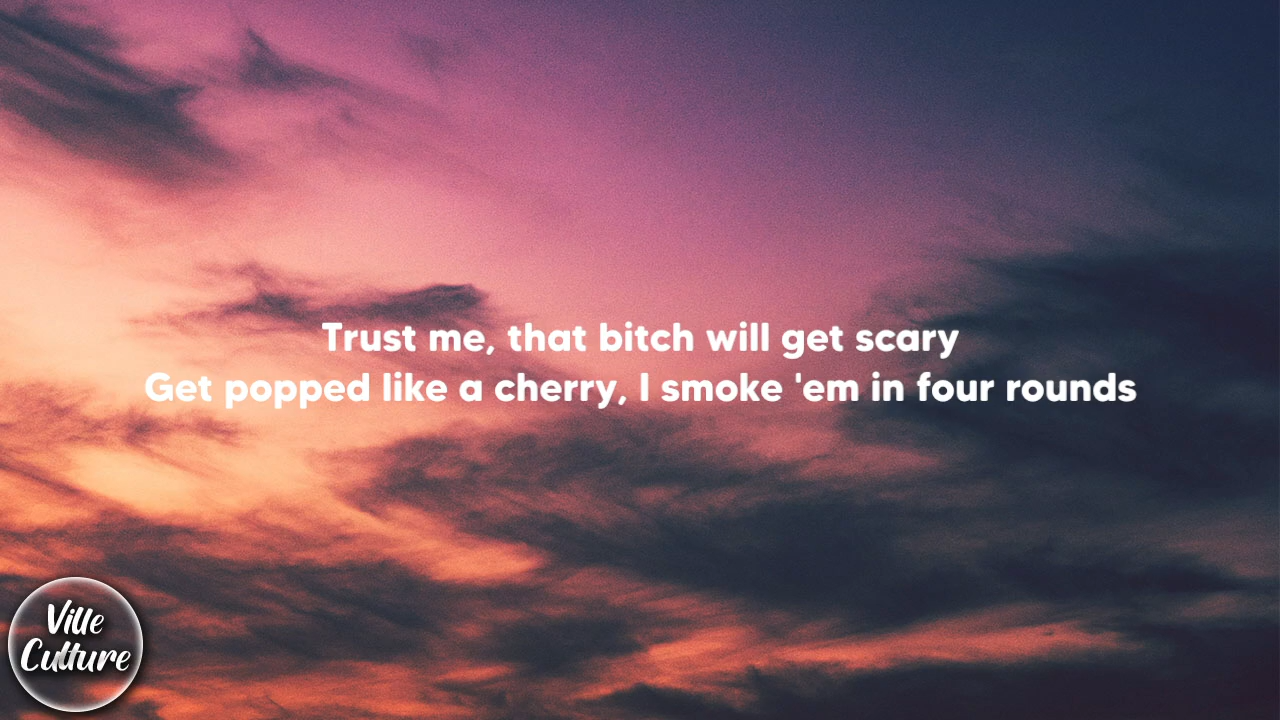 Trust me, that bitch will get scary
Get popped like a cherry, I smoke 'em in four rounds
Ville
Culture